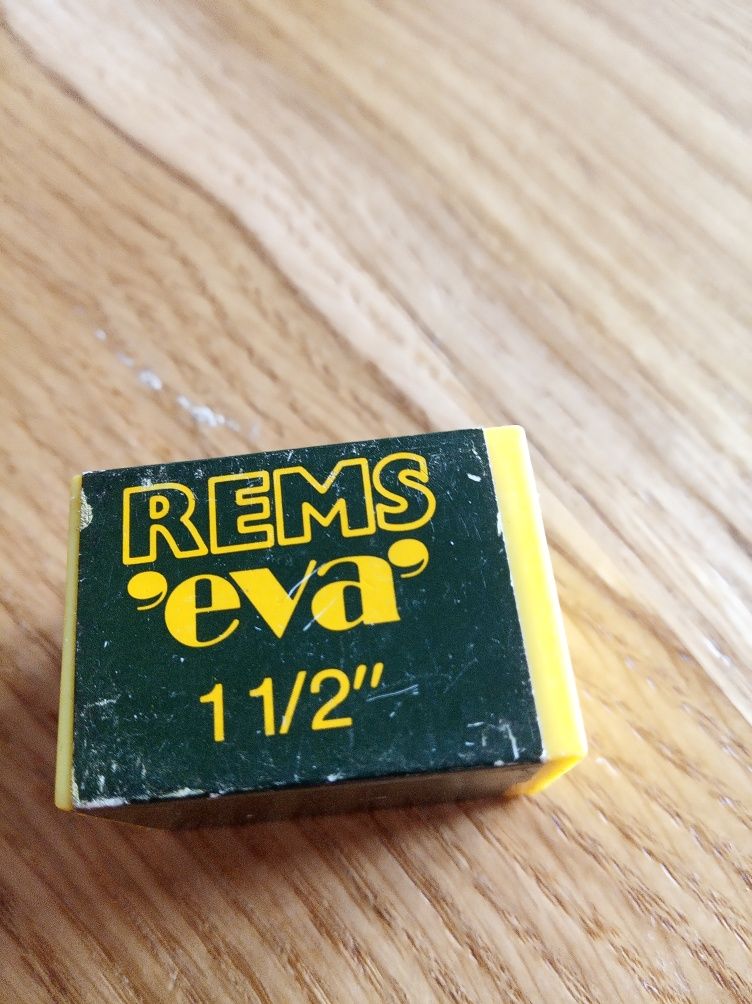 REMS
’eva’
1 1/2"